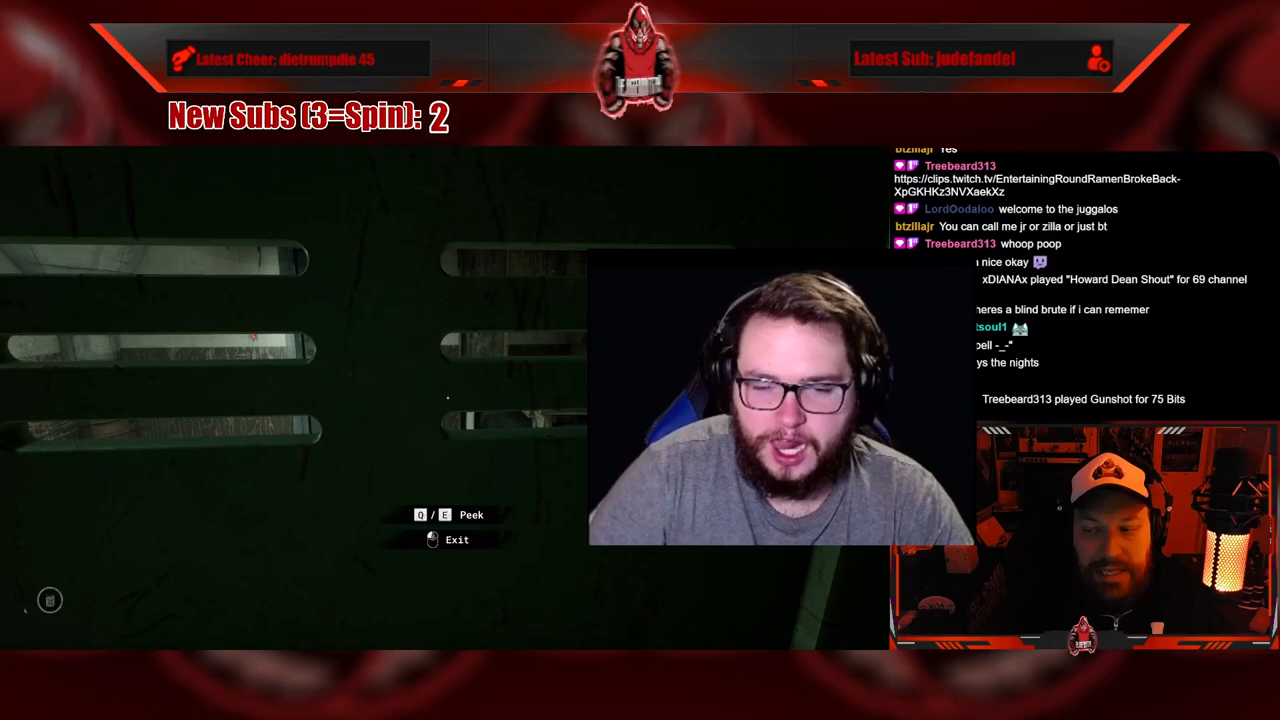 Latest Cheer: dietrumpdie 45
Latest Sub: judefandel
New Subs (3=Spin): 2
btzillajr Yes
Treebeard313
https://clips.twitch.tv/EntertainingRoundRamenBrokeBack-
XpGKHKz3NVXaekXz
LordOodaloo welcome to the juggalos
btzillajr You can call me jr or zilla or just bt
Treebeard313 whoop poop
nice okay
xDIANAx played "Howard Dean Shout" for 69 channel
heres a blind brute if i can rememer
tsoul1
pell -_-"
ys the nights
Treebeard313 played Gunshot for 75 Bits
Q / E Peek
Exit